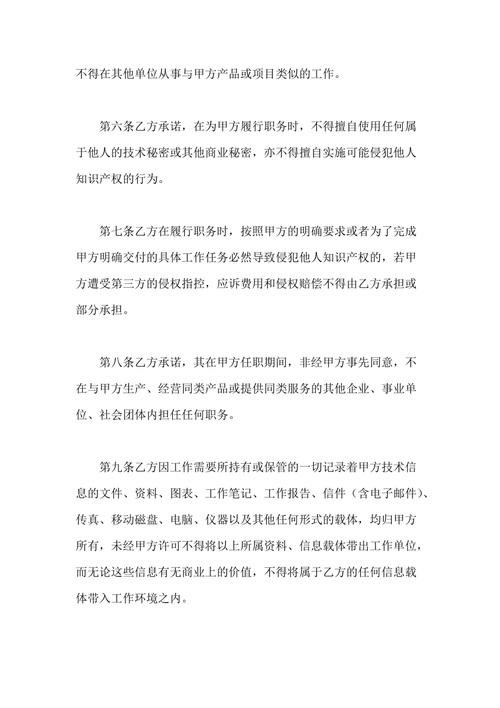 不得在其他单位从事与甲方产品或项目类似的工作。
第六条乙方承诺，在为甲方履行职务时，不得擅自使用任何属
于他人的技术秘密或其他商业秘密，亦不得擅自实施可能侵犯他人
知识产权的行为。
第七条乙方在履行职务时，按照甲方的明确要求或者为了完成
甲方明确交付的具体工作任务必然导致侵犯他人知识产权的，若甲
方遭受第三方的侵权指控，应诉费用和侵权赔偿不得由乙方承担或
部分承担。
第八条乙方承诺，其在甲方任职期间，非经甲方事先同意，不
在与甲方生产、经营同类产品或提供同类服务的其他企业、事业单
位、社会团体内担任任何职务。
第九条乙方因工作需要所持有或保管的一切记录着甲方技术信
息的文件、资料、图表、工作笔记、工作报告、信件（含电子邮件）、
传真、移动磁盘、电脑、仪器以及其他任何形式的载体，均归甲方
所有，未经甲方许可不得将以上所属资料、信息载体带出工作单位，
而无论这些信息有无商业上的价值，不得将属于乙方的任何信息载
体带入工作环境之内。